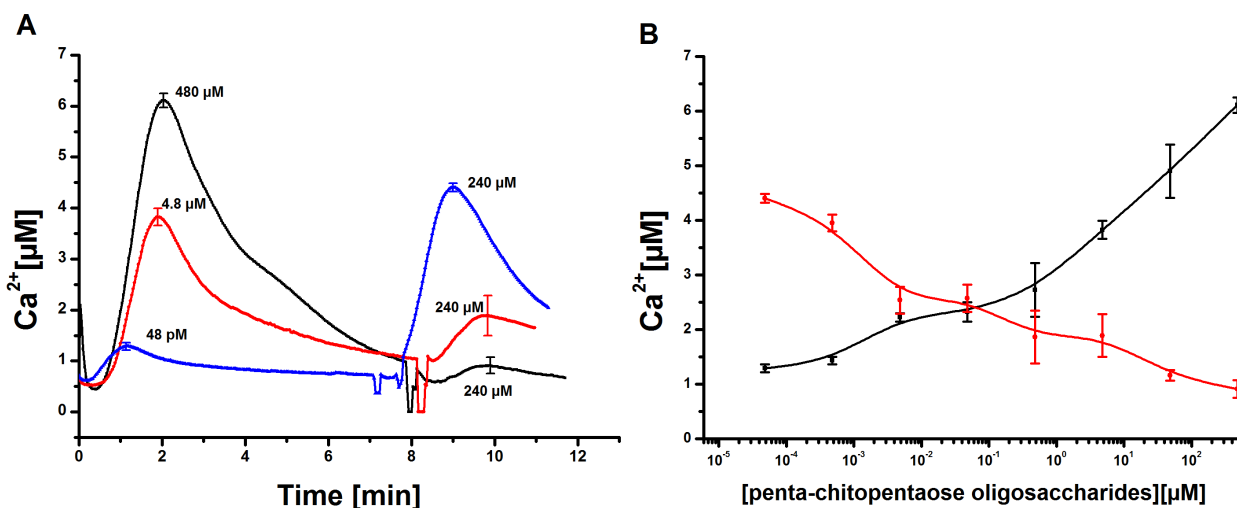 A
7
6
5
4
3
2
1
0
Ca2+[µM]
480 µM
4.8 µM
48 pM
240 µM
240 µM
240 µM
0 2 4 6 8 10 12
Time [min]
B
7
6
5
4
3
2
1
0
Ca2+[µM]
10-5 10-4 10-3 10-2 10-1 100 101 102
[penta-chitopentaose oligosaccharides][µM]